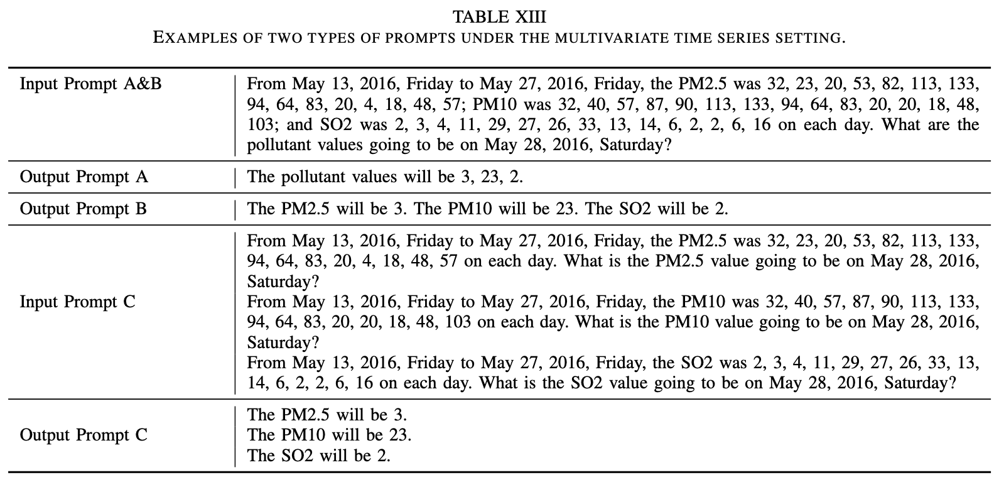 TABLE XIII
EXAMPLES OF TWO TYPES OF PROMPTS UNDER THE MULTIVARIATE TIME SERIES SETTING.
Input Prompt A&B
From May 13, 2016, Friday to May 27, 2016, Friday, the PM2.5 was 32, 23, 20, 53, 82, 113, 133,
94, 64, 83, 20, 4, 18, 48, 57; PM10 was 32, 40, 57, 87, 90, 113, 133, 94, 64, 83, 20, 20, 18, 48,
103; and SO2 was 2, 3, 4, 11, 29, 27, 26, 33, 13, 14, 6, 2, 2, 6, 16 on each day. What are the
pollutant values going to be on May 28, 2016, Saturday?
Output Prompt A
The pollutant values will be 3, 23, 2.
Output Prompt B
The PM2.5 will be 3. The PM10 will be 23. The SO2 will be 2.
Input Prompt C
From May 13, 2016, Friday to May 27, 2016, Friday, the PM2.5 was 32, 23, 20, 53, 82, 113, 133,
94, 64, 83, 20, 4, 18, 48, 57 on each day. What is the PM2.5 value going to be on May 28, 2016,
Saturday?
From May 13, 2016, Friday to May 27, 2016, Friday, the PM10 was 32, 40, 57, 87, 90, 113, 133,
94, 64, 83, 20, 20, 18, 48, 103 on each day. What is the PM10 value going to be on May 28, 2016,
Saturday?
From May 13, 2016, Friday to May 27, 2016, Friday, the SO2 was 2, 3, 4, 11, 29, 27, 26, 33, 13,
14, 6, 2, 2, 6, 16 on each day. What is the SO2 value going to be on May 28, 2016, Saturday?
Output Prompt C
The PM2.5 will be 3.
The PM10 will be 23.
The SO2 will be 2.